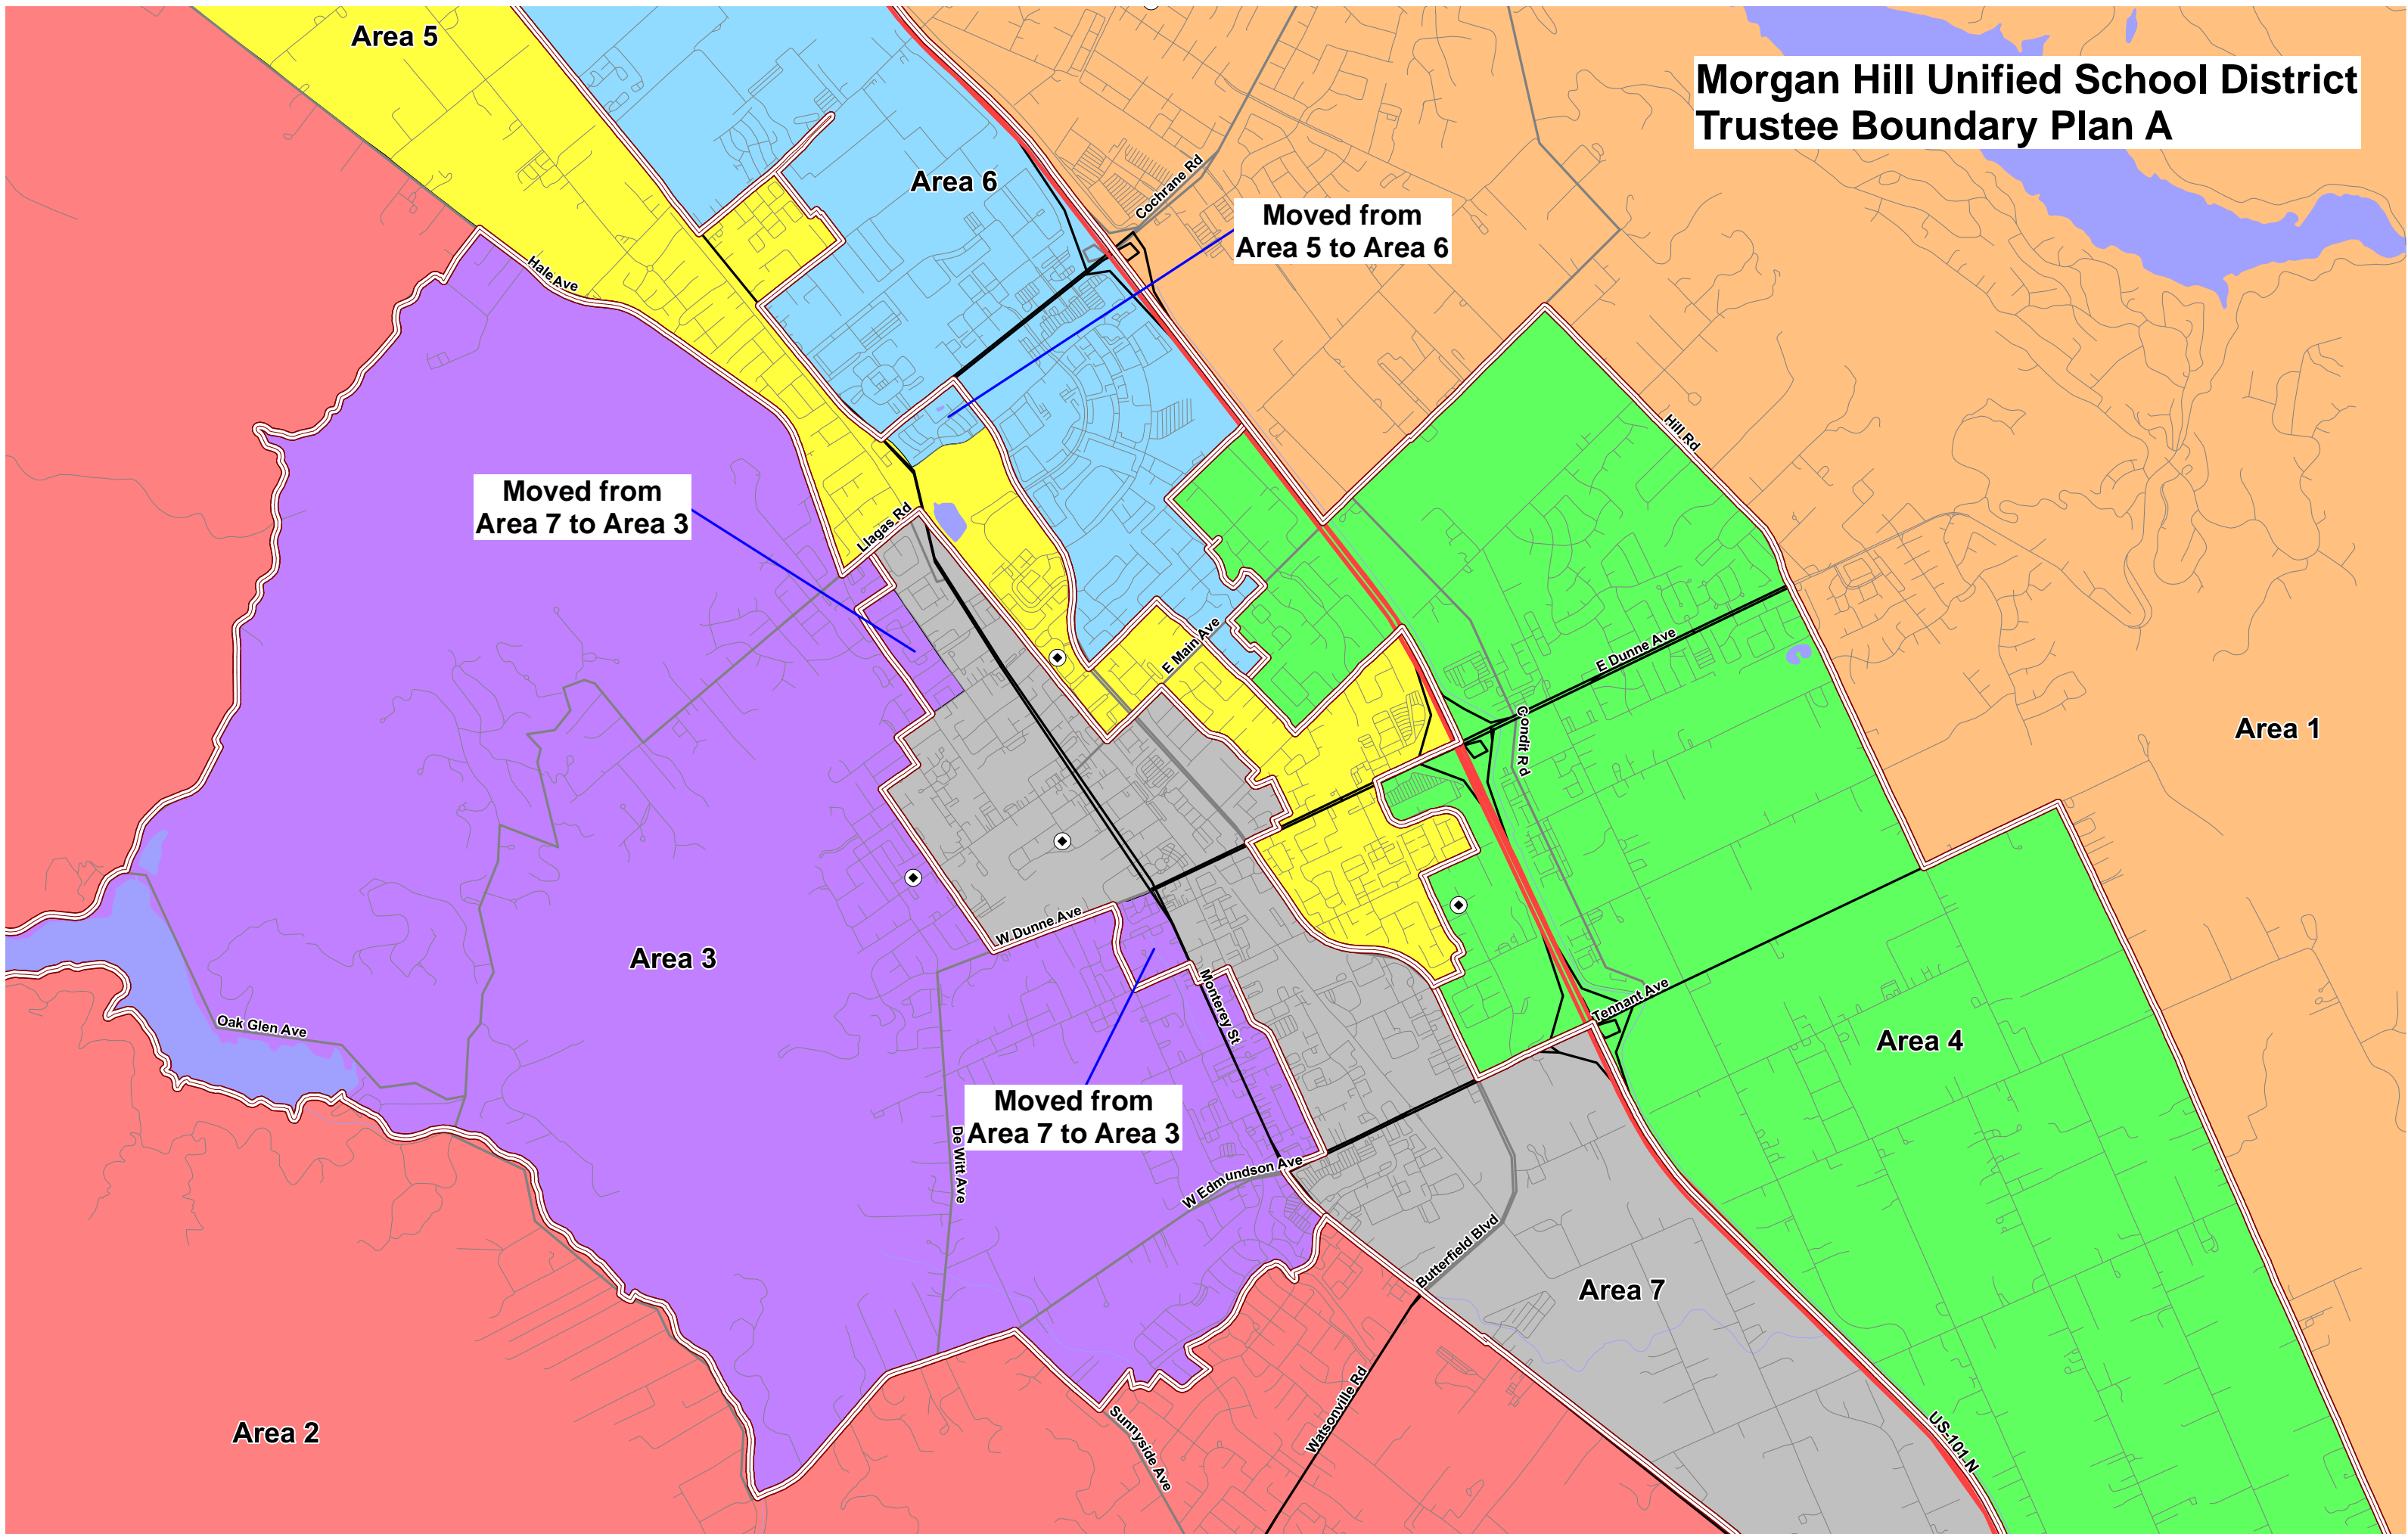 Area 5
Morgan Hill Unified School District
Trustee Boundary Plan A
Area 6
Cochrane Rd
Moved from
Area 5 to Area 6
Hale Ave
Hill Rd
Moved from
Area 7 to Area 3
Llagas Rd
E Main Ave
E Dunne Ave
Condit Rd
Area 1
W Dunne Ave
Area 3
Monterey St
Tennant Ave
Oak Glen Ave
Area 4
Moved from
Area 7 to Area 3
De Witt Ave
W Edmundson Ave
Butterfield Blvd
Area 7
Area 2
Sunnyside Ave
Watsonville Rd
US-101 N